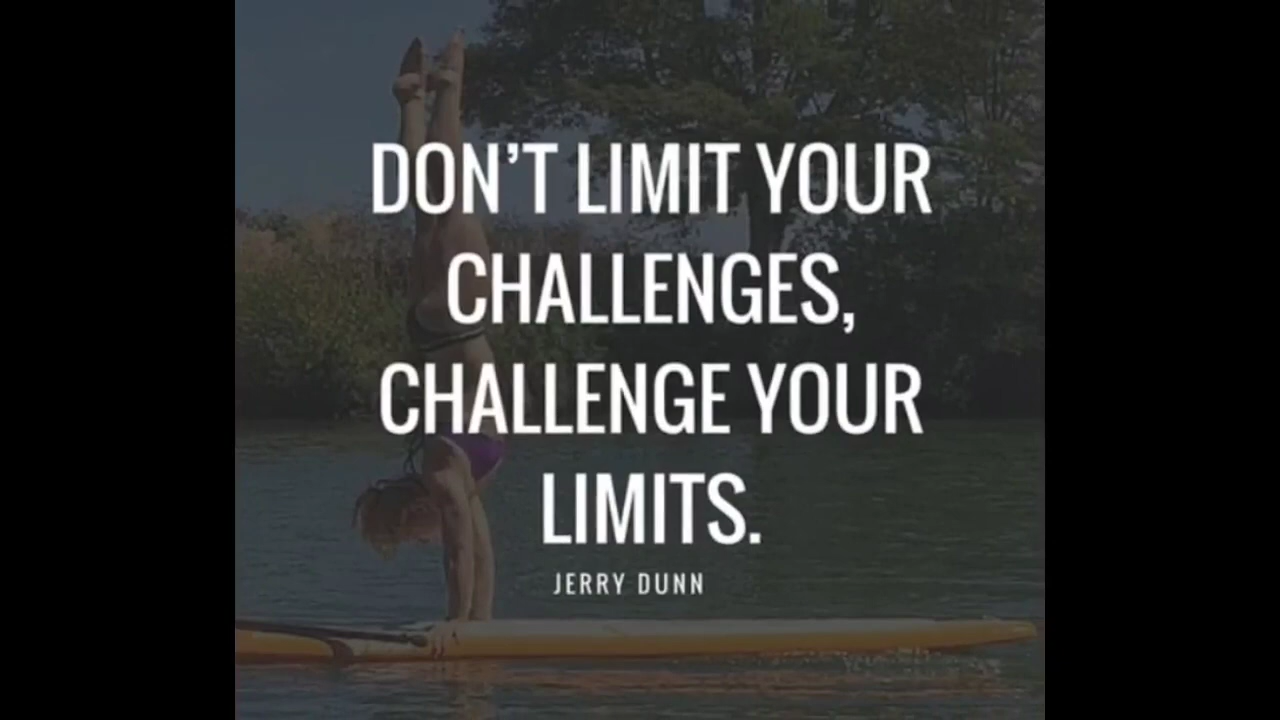 DON’T LIMIT YOUR
CHALLENGES,
CHALLENGE YOUR
LIMITS.
JERRY DUNN